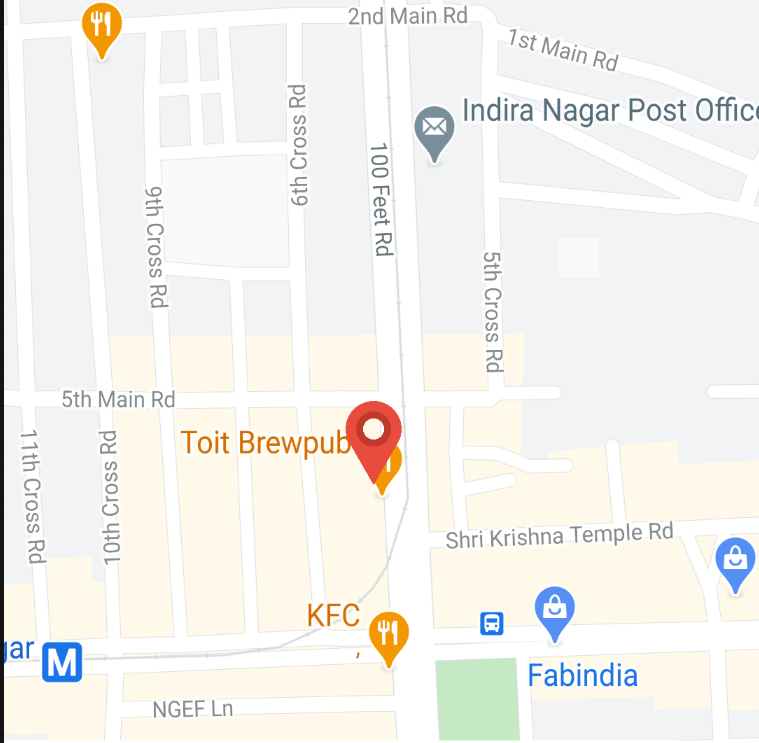 2nd Main Rd
1st Main Rd
Indira Nagar Post Office
6th Cross Rd
100 Feet Rd
9th Cross Rd
5th Cross Rd
5th Main Rd
Toit Brewpub
11th Cross Rd
10th Cross Rd
Shri Krishna Temple Rd
KFC
,
gar
M
Fabindia
NGEF Ln